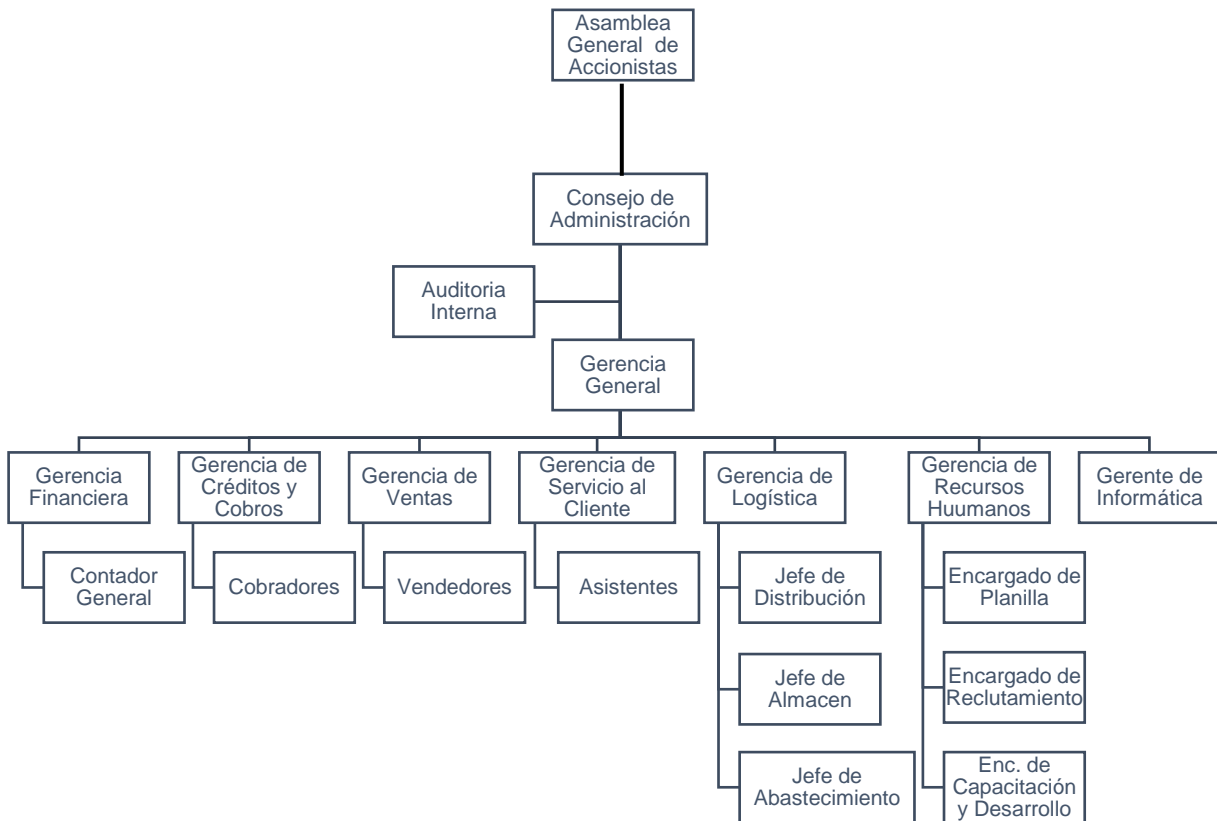 Asamblea
General de
Accionistas
Consejo de
Administración
Auditoria
Interna
Gerencia
General
Gerencia
Financiera
Gerencia de
Créditos y
Cobros
Gerencia de
Ventas
Gerencia de
Servicio al
Cliente
Gerencia de
Logística
Gerencia de
Recursos
Huumanos
Gerente de
Informática
Contador
General
Cobradores
Vendedores
Asistentes
Jefe de
Distribución
Encargado de
Planilla
Jefe de
Almacen
Encargado de
Reclutamiento
Jefe de
Abastecimiento
Enc. de
Capacitación
y Desarrollo